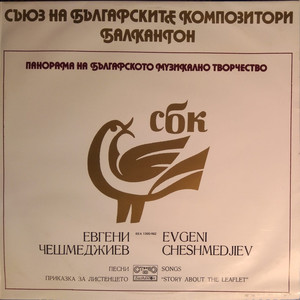 СЪЮЗ НА БЪЛГАРСКИТЕ КОМПОЗИТОРИ
БАЛКАНТОН
ПАНОРАМА НА БЪЛГАРСКОТО МУЗИКАЛНО ТВОРЧЕСТВО
сбк
ЕВГЕНИ
ЧЕШМЕДЖИЕВ
EVGENI
CHESHMEDJIEV
ПЕСНИ
ПРИКАЗКА ЗА ЛИСТЕНЦЕТО
SONGS
"STORY ABOUT THE LEAFLET"